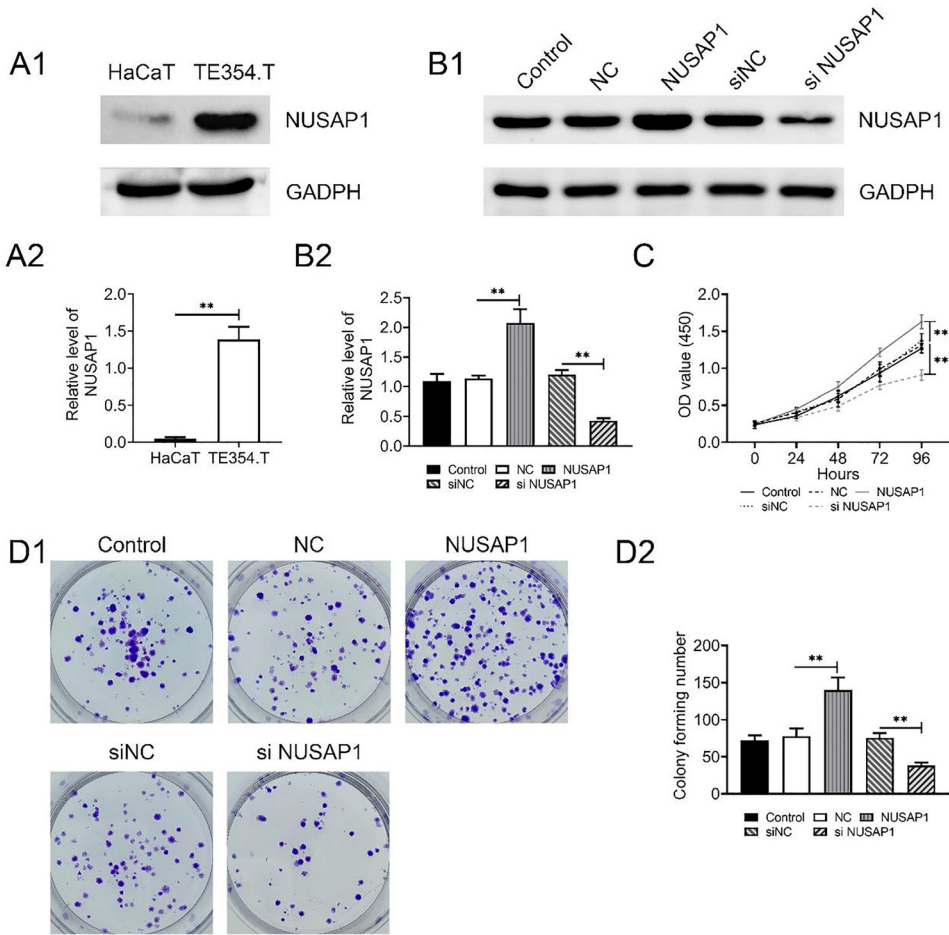 A1
HaCaT TE354.T
NUSAP1
GADPH
B1
Control NC NUSAP1 siNC si NUSAP1
NUSAP1
GADPH
A2
Relative level of
NUSAP1
2.0
1.5
1.0
0.5
0.0
**
HaCaT TE354.T
B2
Relative level of
NUSAP1
2.5
2.0
1.5
1.0
0.5
0.0
**
**
Control NC NUSAP1
siNC si NUSAP1
C
OD value (450)
2.0
1.5
1.0
0.5
0.0
**
**
0 24 48 72 96
Hours
Control NC NUSAP1
siNC si NUSAP1
D1
Control NC NUSAP1
siNC si NUSAP1
D2
Colony forming number
200
150
100
50
0
**
**
Control NC NUSAP1
siNC si NUSAP1